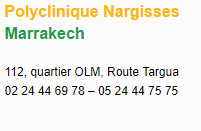 Polyclinique Nargisses
Marrakech
112, quartier OLM, Route Targua
02 24 44 69 78 – 05 24 44 75 75